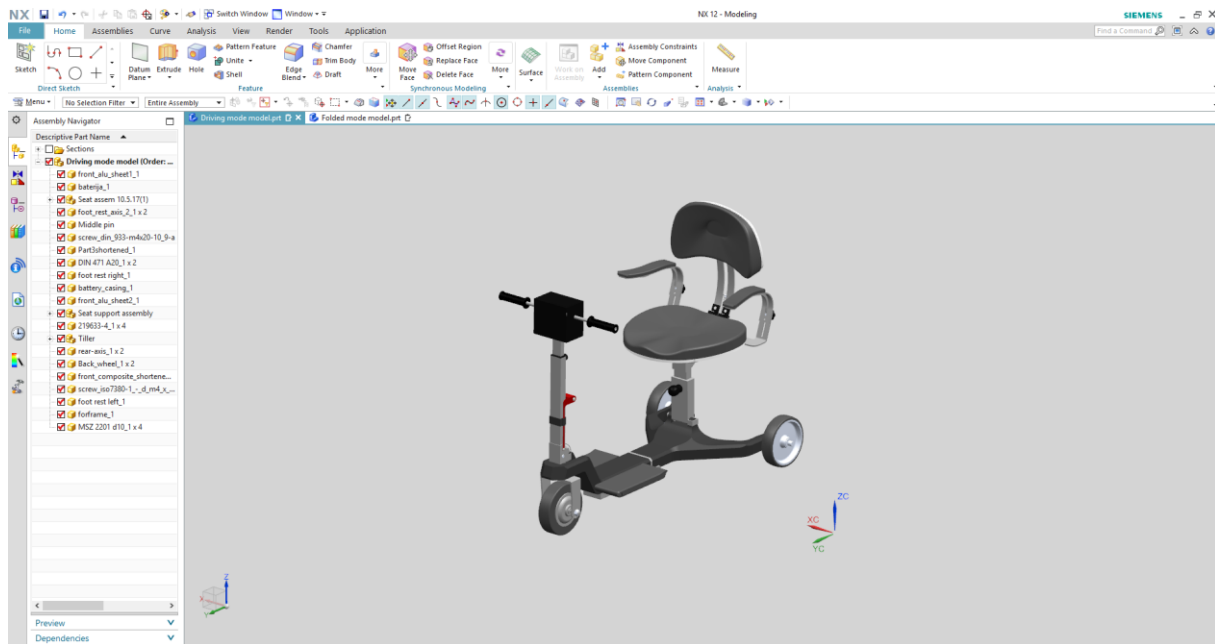 NX
Switch Window
Window
NX 12 - Modeling
SIEMENS
File
Home
Assemblies
Curve
Analysis
View
Render
Tools
Application
Find a Command
Sketch
Direct Sketch
Datum Plane
Extrude
Hole
Pattern Feature
Unite
Shell
Edge Blend
Chamfer
Trim Body
Draft
More
Feature
Move Face
Offset Region
Replace Face
Delete Face
More
Synchronous Modeling
Surface
Work on Assembly
Add
Assembly Constraints
Move Component
Pattern Component
Assemblies
Measure
Analysis
Menu
No Selection Filter
Entire Assembly
Assembly Navigator
Driving mode model.prt
Folded mode model.prt
Descriptive Part Name
Sections
Driving mode model (Order: ...
front_alu_sheet1_1
baterija_1
Seat assem 10.5.17(1)
foot_rest_axis_2_1 x 2
Middle pin
screw_din_933-m4x20-10_9-a
Part3shortened_1
DIN 471 A20_1 x 2
foot rest right_1
battery_casing_1
front_alu_sheet2_1
Seat support assembly
219633-4_1 x 4
Tiller
rear-axis_1 x 2
Back_wheel_1 x 2
front_composite_shortene...
screw_iso7380-1_-_d_m4_x_...
foot rest left_1
forframe_1
MSZ 2201 d10_1 x 4
ZC
XC
YC
Z
X
Y
Preview
Dependencies